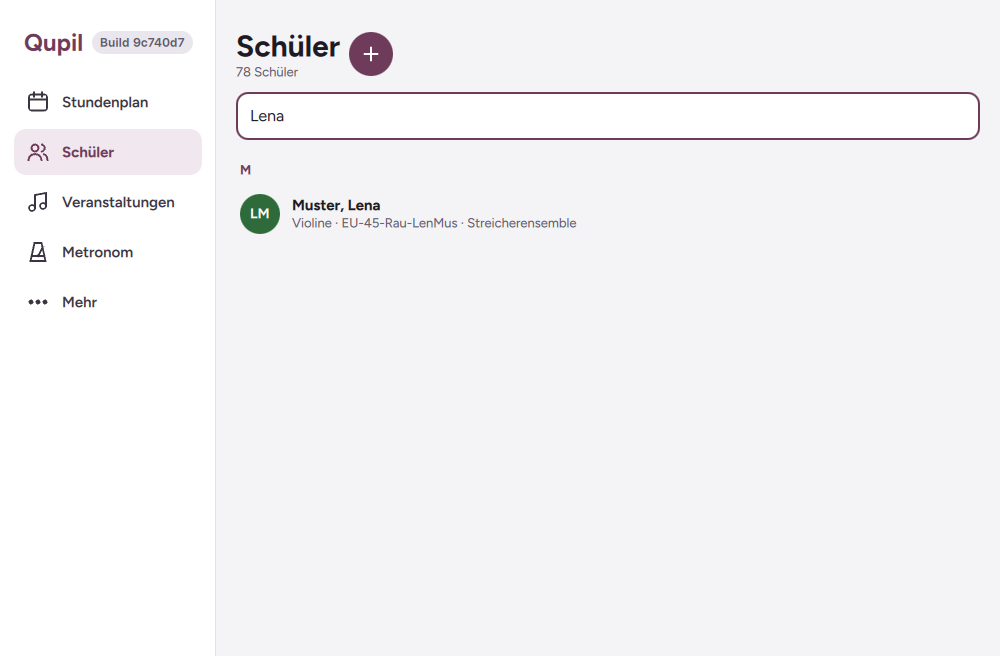 Qupil
Build 9c740d7
Stundenplan
Schüler
Veranstaltungen
Metronom
Mehr
Schüler
78 Schüler
Lena
M
LM
Muster, Lena
Violine · EU-45-Rau-LenMus · Streicherensemble